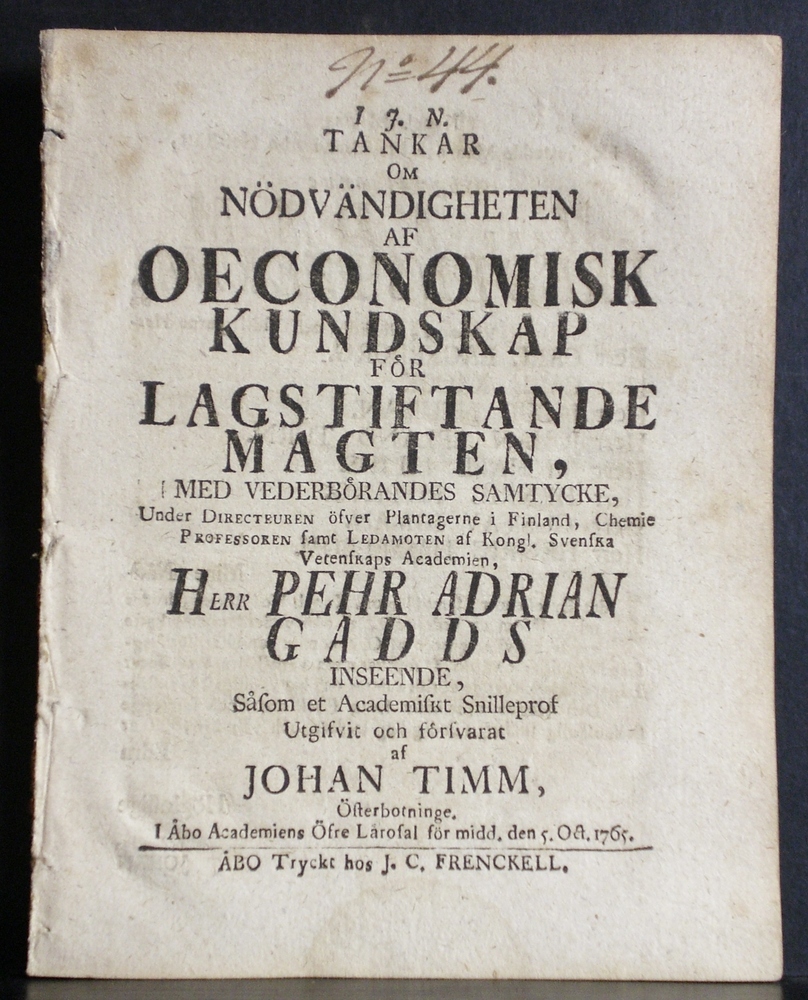 No= 44.
I J. N.
TANKAR
OM
NÖDVÄNDIGHETEN
AF
OECONOMISK
KUNDSKAP
FÖR
LAGSTIFTANDE
MAGTEN,
MED VEDERBÖRANDES SAMTYCKE,
Under DIRECTEUREN öfver Plantagerne i Finland, Chemie
PROFESSOREN ſamt LEDAMOTEN af Kongl. Svenſka
Vetenſkaps Academien,
HERR PEHR ADRIAN
GADDS
INSEENDE,
Såſom et Academiſkt Snilleprof
Utgifvit och förſvarat
af
JOHAN TIMM,
Öſterbotninge.
I Åbo Academiens Öfre Låroſal för midd. den 5. Oct. 1765.
ÅBO Tryckt hos J. C. FRENCKELL.